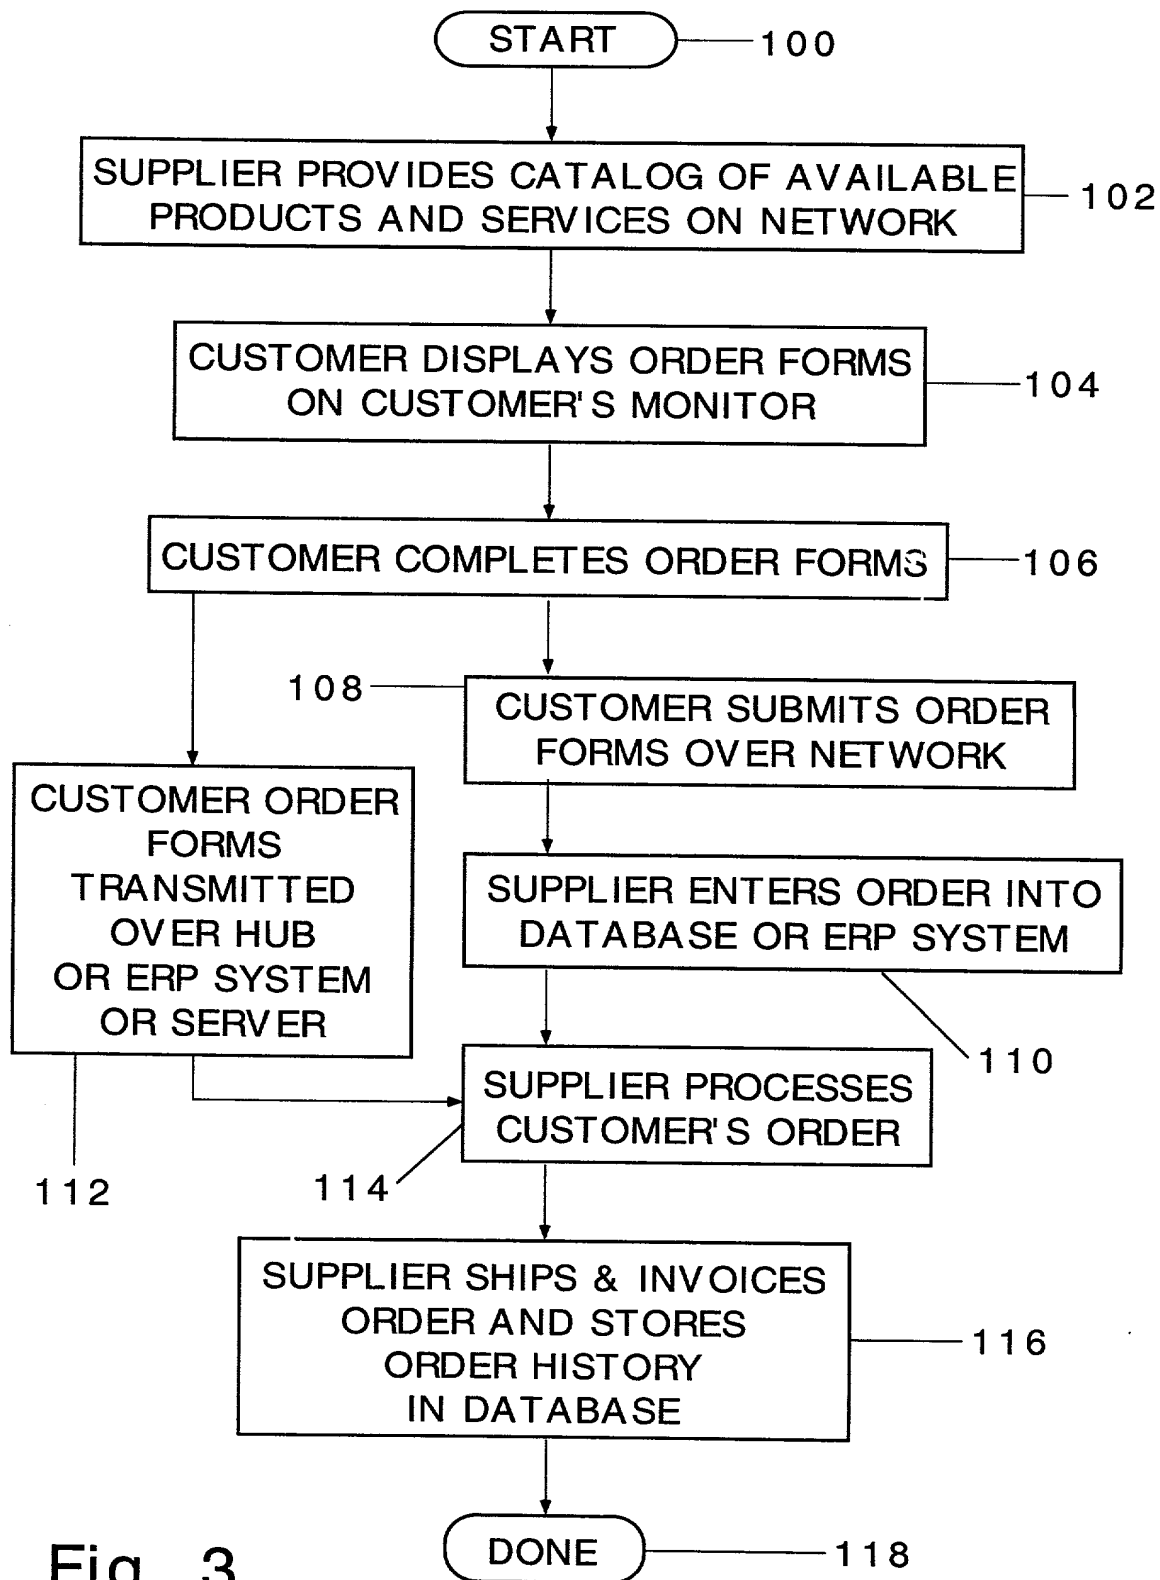 START
100
SUPPLIER PROVIDES CATALOG OF AVAILABLE
PRODUCTS AND SERVICES ON NETWORK
102
CUSTOMER DISPLAYS ORDER FORMS
ON CUSTOMER'S MONITOR
104
CUSTOMER COMPLETES ORDER FORMS
106
108
CUSTOMER SUBMITS ORDER
FORMS OVER NETWORK
CUSTOMER ORDER
FORMS
TRANSMITTED
OVER HUB
OR ERP SYSTEM
OR SERVER
112
SUPPLIER ENTERS ORDER INTO
DATABASE OR ERP SYSTEM
110
SUPPLIER PROCESSES
CUSTOMER'S ORDER
114
SUPPLIER SHIPS & INVOICES
ORDER AND STORES
ORDER HISTORY
IN DATABASE
116
DONE
118
Fig. 3